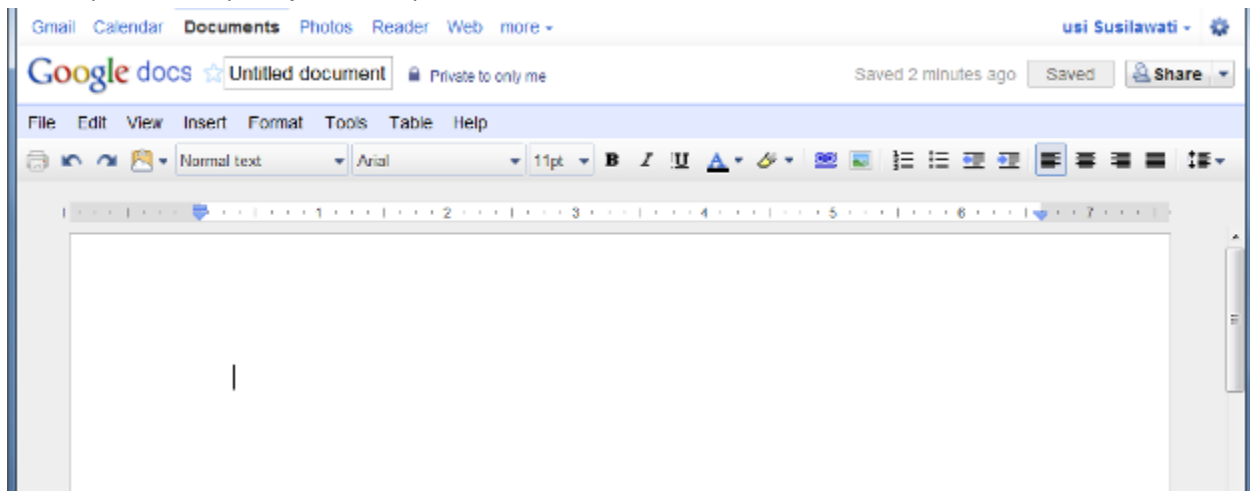 Gmail Calendar Documents Photos Reader Web more usi Susilawati
Google docs Untitled document Private to only me Saved 2 minutes ago Saved Share
File Edit View Insert Format Tools Table Help
Normal text Arial 11pt B I U A
1 2 3 4 5 6 7